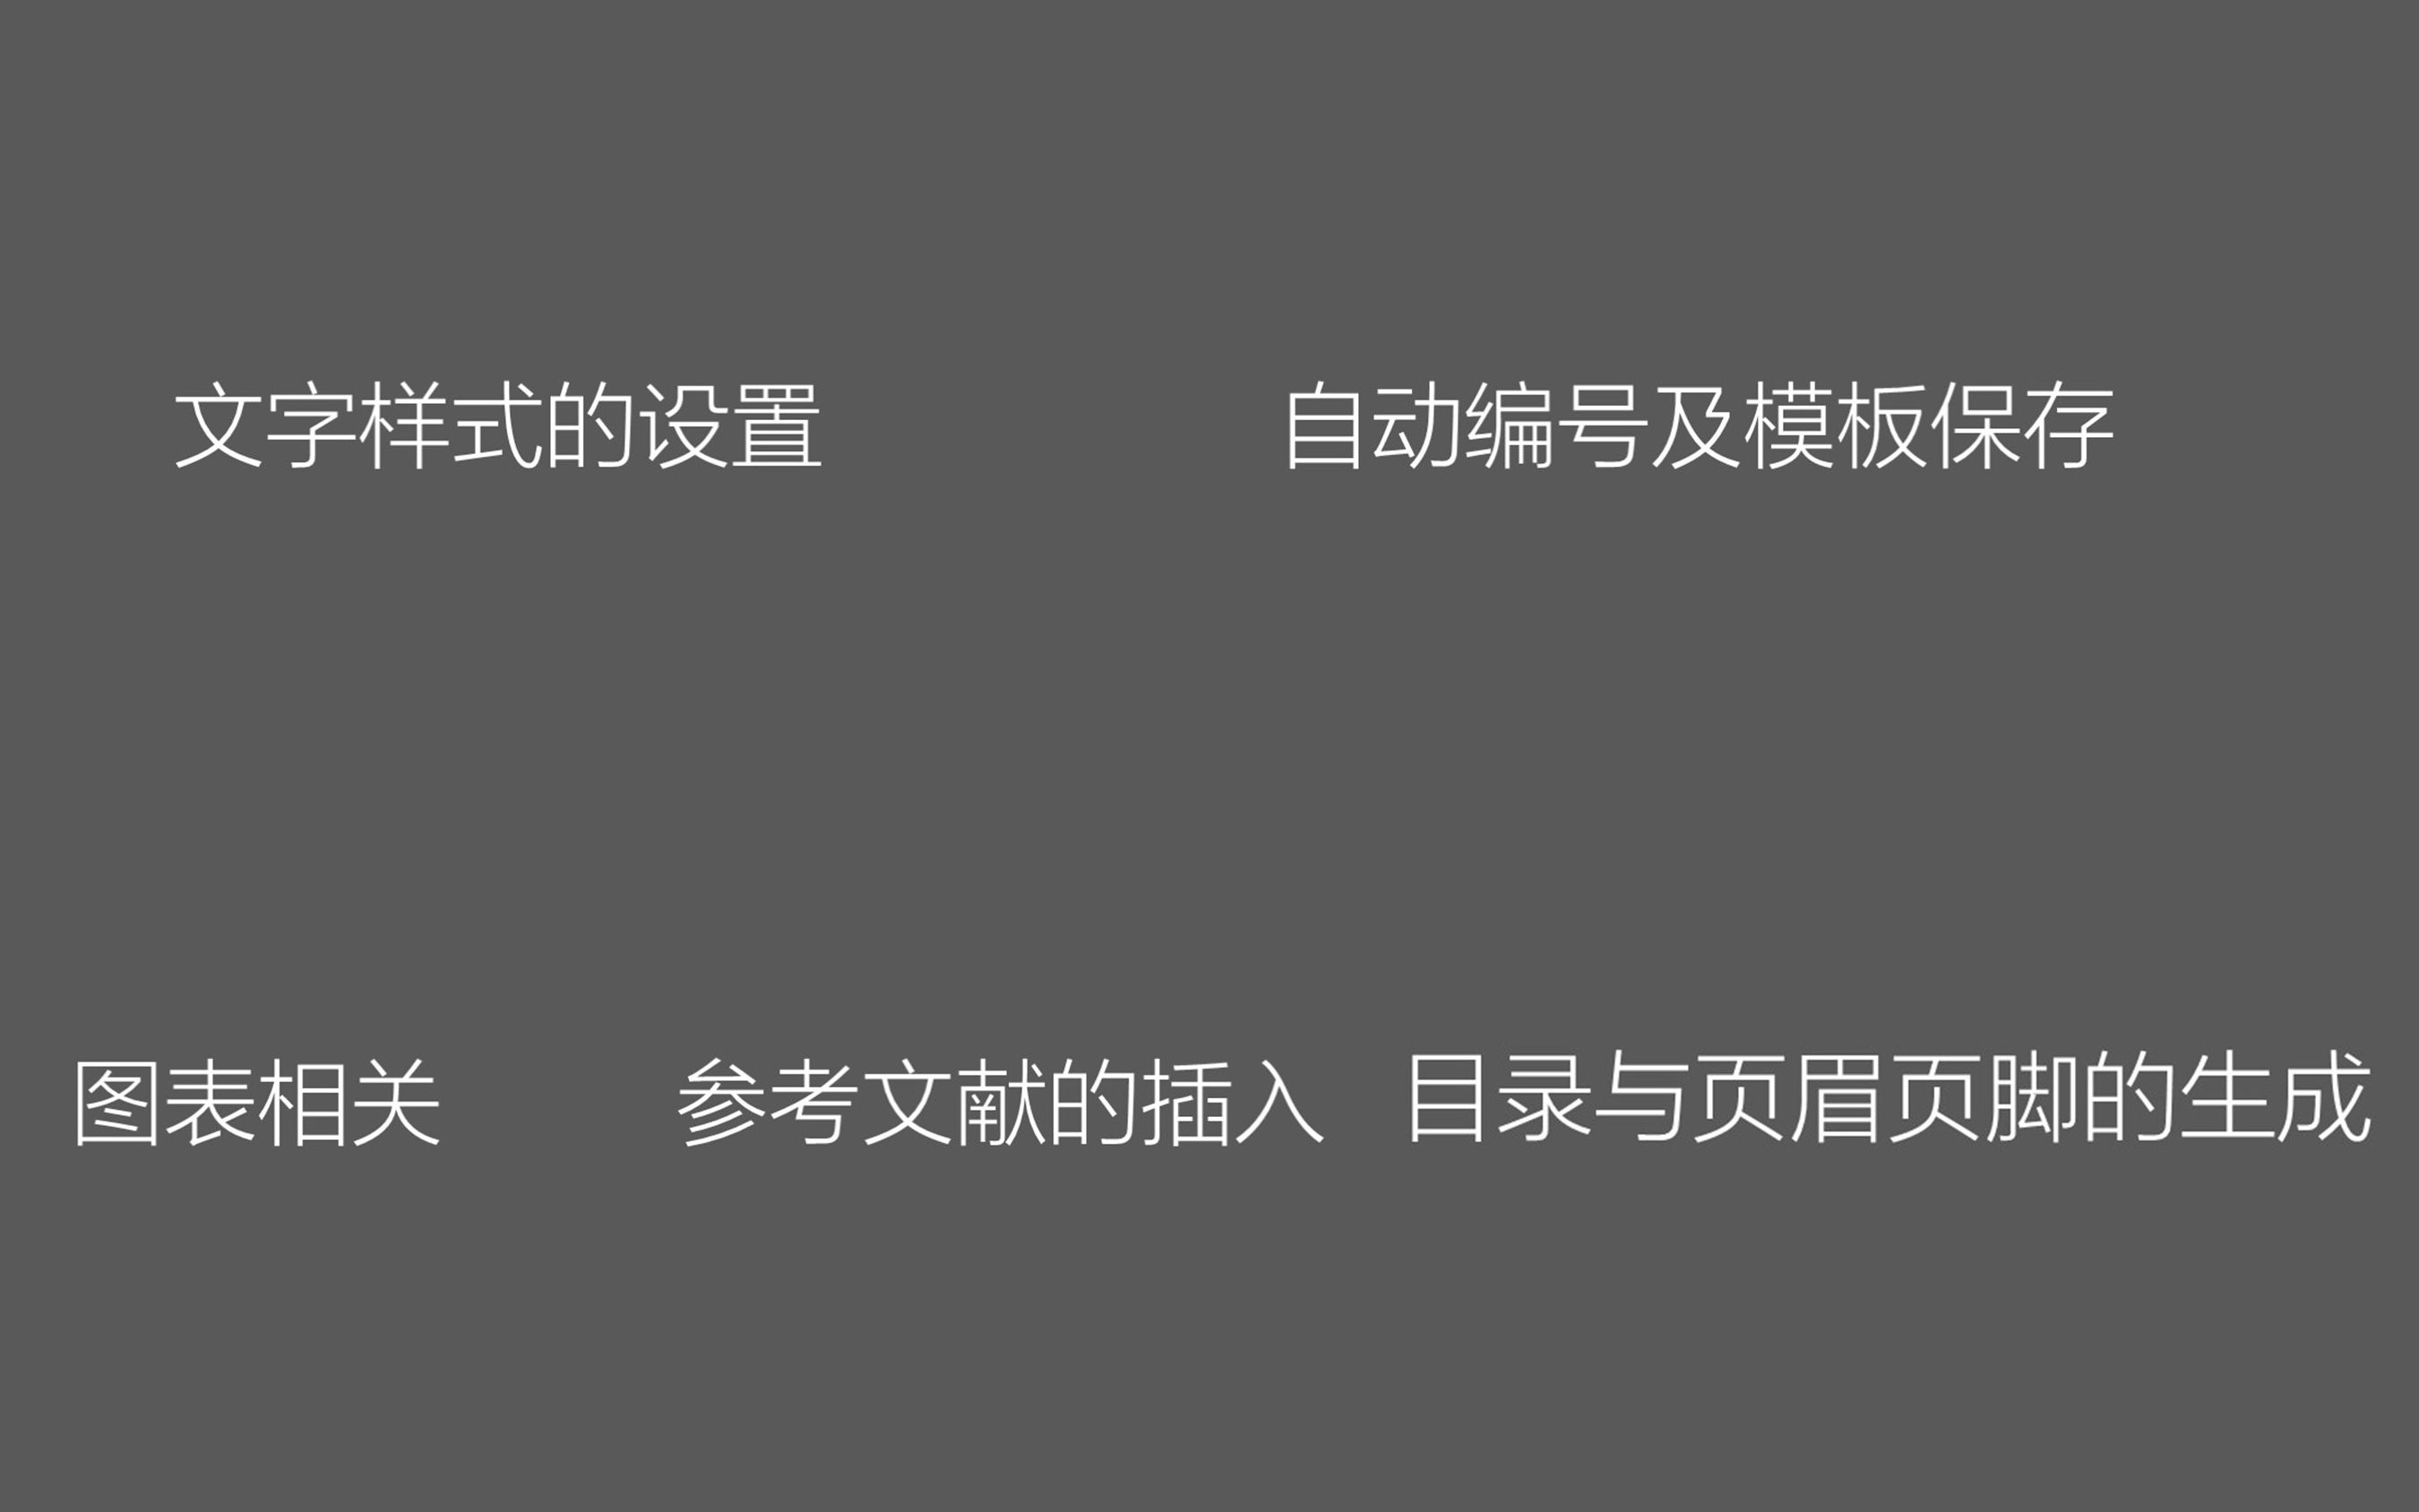 文字样式的设置
自动编号及模板保存
图表相关
参考文献的插入
目录与页眉页脚的生成